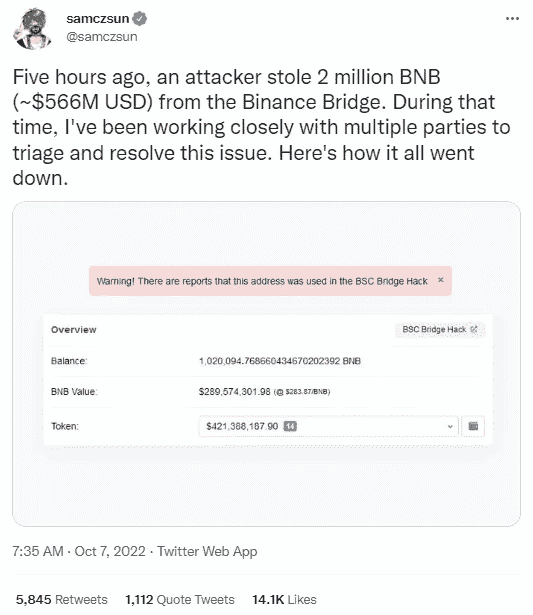 samczsun
@samczsun
Five hours ago, an attacker stole 2 million BNB
(~$566M USD) from the Binance Bridge. During that
time, I've been working closely with multiple parties to
triage and resolve this issue. Here's how it all went
down.
Warning! There are reports that this address was used in the BSC Bridge Hack ×
Overview BSC Bridge Hack
Balance: 1,020,094.768660434670202392 BNB
BNB Value: $289,574,301.98 (@ $283.87/BNB)
Token: $421,388,187.90 14
7:35 AM · Oct 7, 2022 · Twitter Web App
5,845 Retweets 1,112 Quote Tweets 14.1K Likes